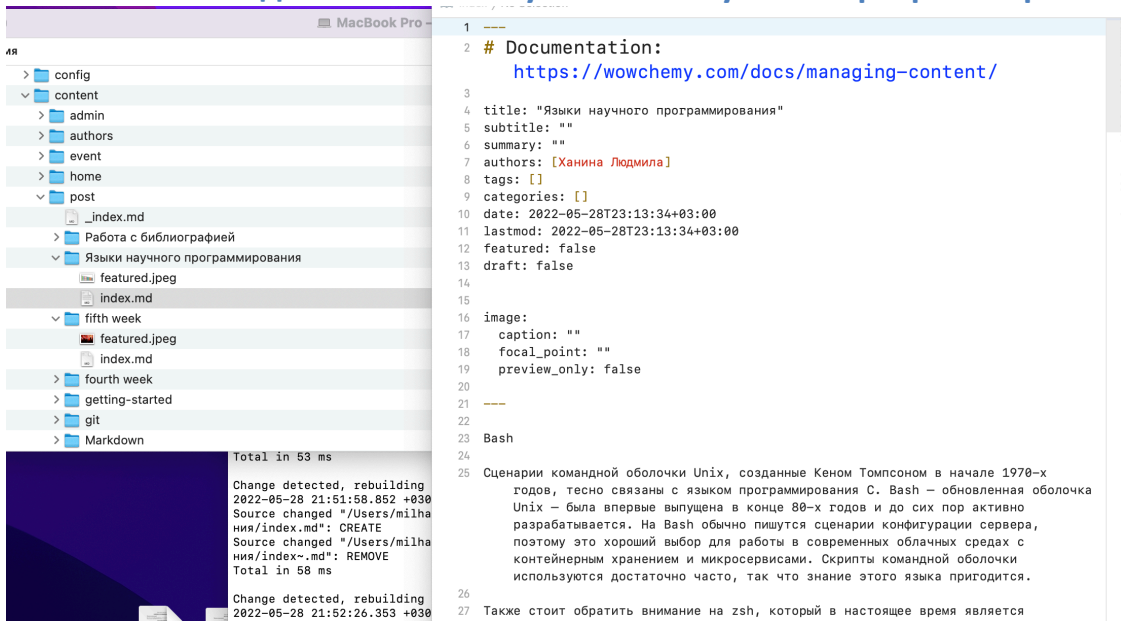 MacBook Pro –
мя
config
content
admin
authors
event
home
post
_index.md
Работа с библиографией
Языки научного программирования
featured.jpeg
index.md
fifth week
featured.jpeg
index.md
fourth week
getting-started
git
Markdown
Total in 53 ms
Change detected, rebuilding
2022-05-28 21:51:58.852 +030
Source changed "/Users/milha
ния/index.md": CREATE
Source changed "/Users/milha
ния/index~.md": REMOVE
Total in 58 ms
Change detected, rebuilding
2022-05-28 21:52:26.353 +030
1 ---
2 # Documentation:
https://wowchemy.com/docs/managing-content/
3
4 title: "Языки научного программирования"
5 subtitle: ""
6 summary: ""
7 authors: [Ханина Людмила]
8 tags: []
9 categories: []
10 date: 2022-05-28T23:13:34+03:00
11 lastmod: 2022-05-28T23:13:34+03:00
12 featured: false
13 draft: false
14
15
16 image:
17 caption: ""
18 focal_point: ""
19 preview_only: false
20
21 ---
22
23 Bash
24
25 Сценарии командной оболочки Unix, созданные Кеном Томпсоном в начале 1970-х
годов, тесно связаны с языком программирования C. Bash — обновленная оболочка
Unix — была впервые выпущена в конце 80-х годов и до сих пор активно
разрабатывается. На Bash обычно пишутся сценарии конфигурации сервера,
поэтому это хороший выбор для работы в современных облачных средах с
контейнерным хранением и микросервисами. Скрипты командной оболочки
используются достаточно часто, так что знание этого языка пригодится.
26
27 Также стоит обратить внимание на zsh, который в настоящее время является